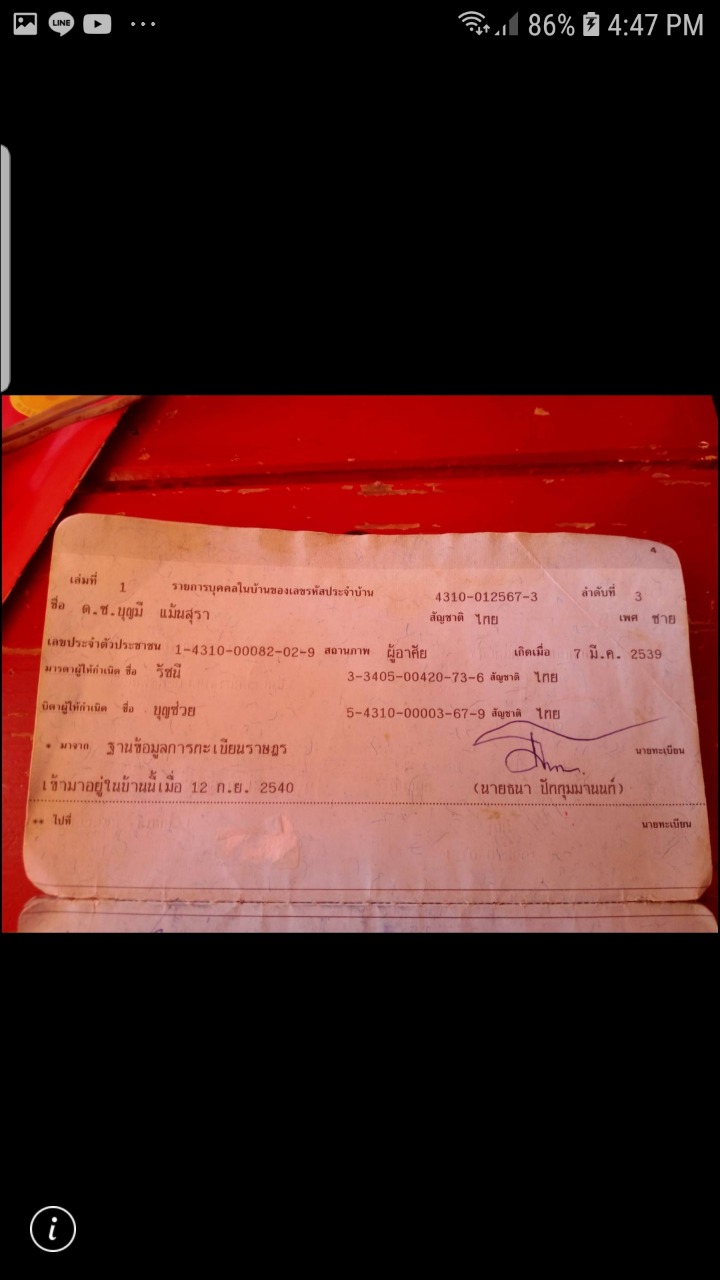 LINE 86% 4:47 PM
4
เล่มที่ 1 รายการบุคคลในบ้านของเลขรหัสประจำบ้าน 4310-012567-3 ลำดับที่ 3
ชื่อ ด.ช.บุญมี แม้นสุรา สัญชาติ ไทย เพศ ชาย
เลขประจำตัวประชาชน 1-4310-00082-02-9 สถานภาพ ผู้อาศัย เกิดเมื่อ 7 มี.ค. 2539
มารดาผู้ให้กำเนิด ชื่อ รัชนี 3-3405-00420-73-6 สัญชาติ ไทย
บิดาผู้ให้กำเนิด ชื่อ บุญช่วย 5-4310-00003-67-9 สัญชาติ ไทย
* มาจาก ฐานข้อมูลการทะเบียนราษฎร นายทะเบียน
เข้ามาอยู่ในบ้านนี้เมื่อ 12 ก.ย. 2540 (นายธนา ปัทกุมมานนท์)
** ไปที่ นายทะเบียน
i